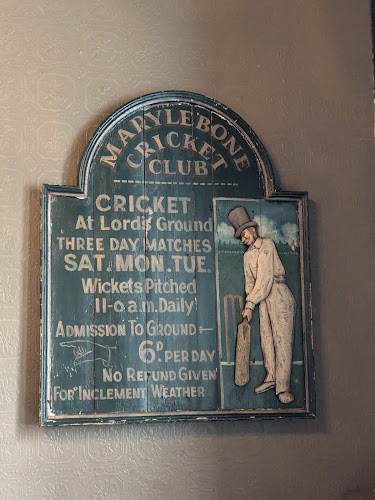 MARYLEBONE
CRICKET
CLUB
CRICKET
At Lord's Ground
THREE DAY MATCHES
SAT. MON. TUE.
Wickets Pitched
11-o a.m. Daily
ADMISSION TO GROUND
6D. PER DAY
NO REFUND GIVEN
FOR INCLEMENT WEATHER